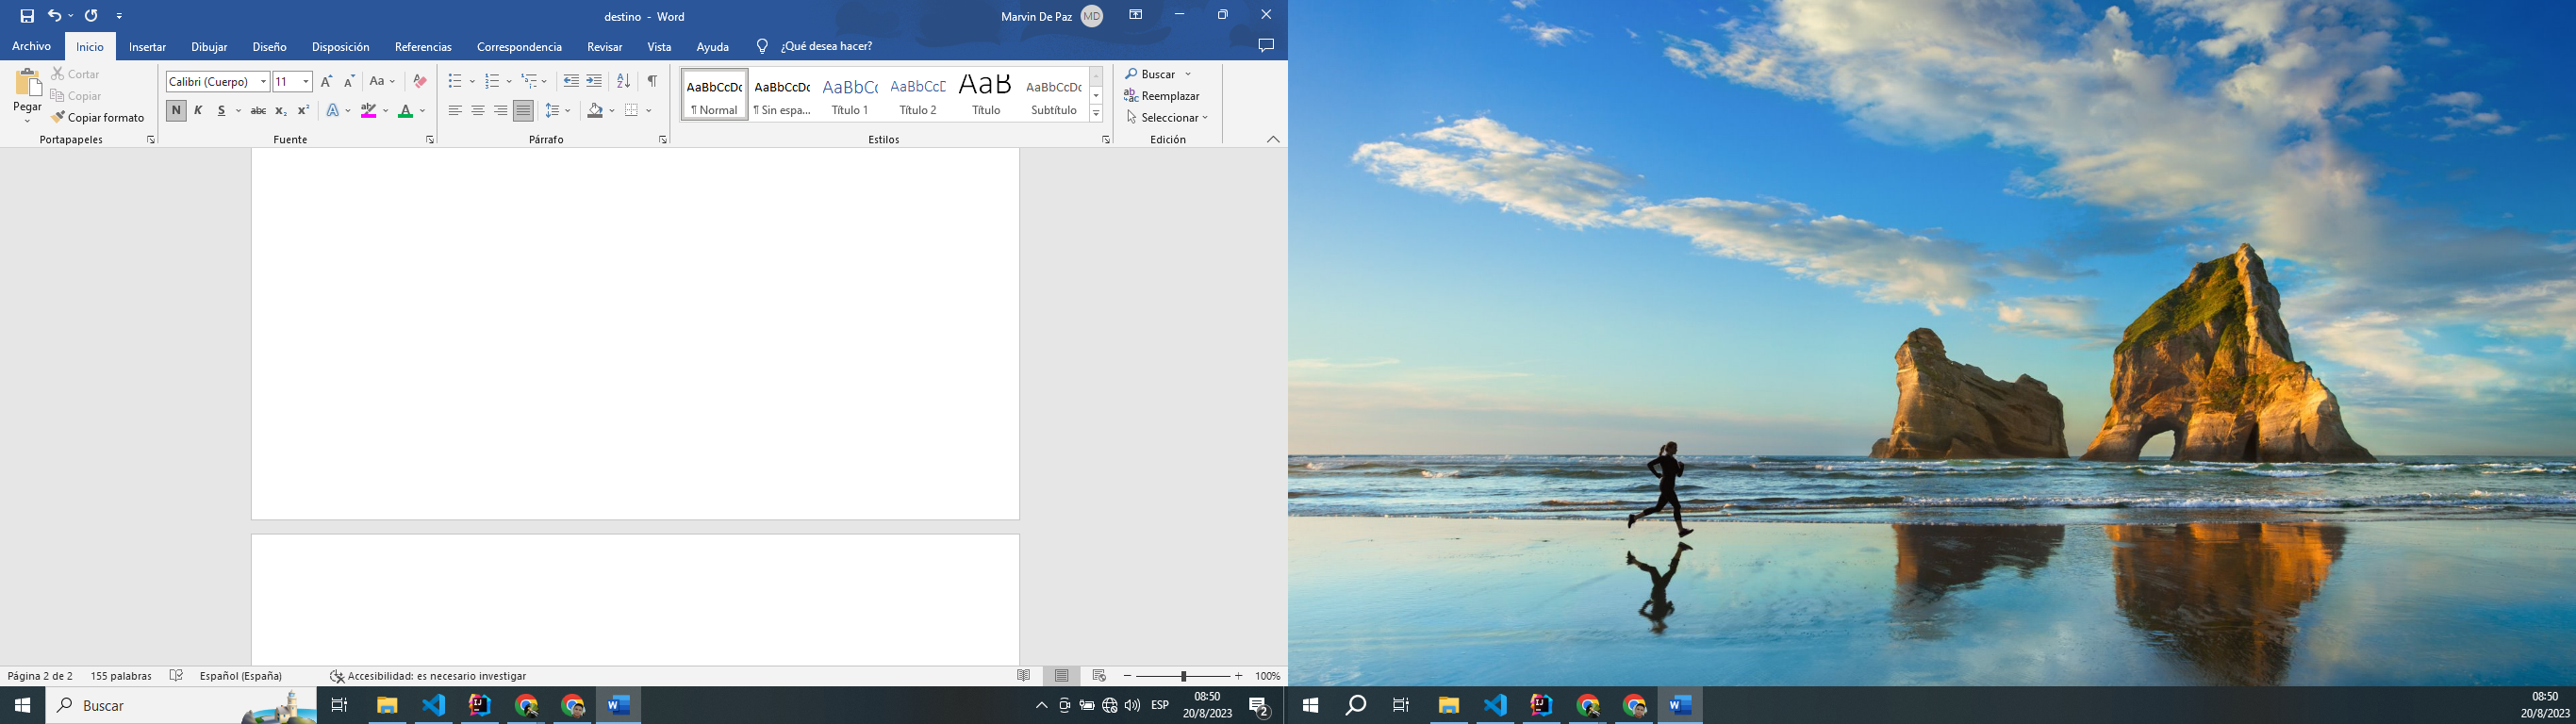 destino - Word
Marvin De Paz
MD
Archivo
Inicio
Insertar
Dibujar
Diseño
Disposición
Referencias
Correspondencia
Revisar
Vista
Ayuda
¿Qué desea hacer?
Pegar
Cortar
Copiar
Copiar formato
Portapapeles
Calibri (Cuerpo)
11
Aa
N K S abc x₂ x²
Fuente
Párrafo
AaBbCcDc
¶ Normal
AaBbCcDc
¶ Sin espa...
AaBbCc
Título 1
AaBbCcD
Título 2
AaB
Título
AaBbCcDc
Subtítulo
Estilos
Buscar
Reemplazar
Seleccionar
Edición
Página 2 de 2
155 palabras
Español (España)
Accesibilidad: es necesario investigar
100%
Buscar
ESP
08:50
20/8/2023
2
08:50
20/8/2023